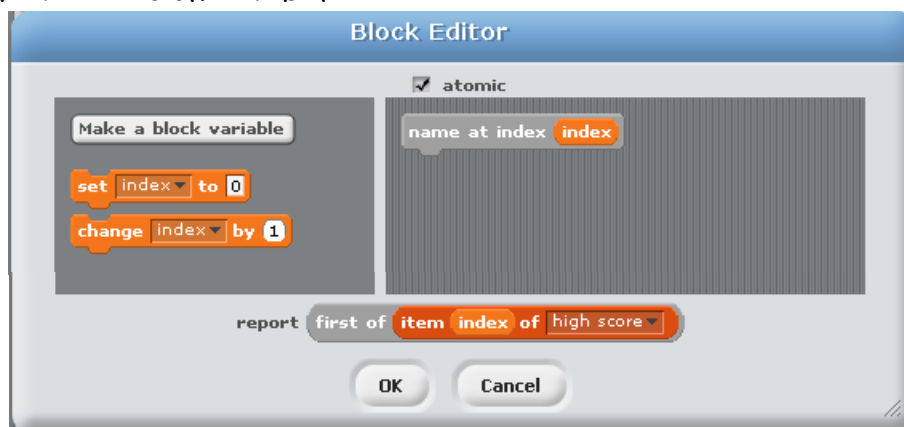 Block Editor
atomic
Make a block variable
name at index index
set index to 0
change index by 1
report first of item index of high score
OK Cancel